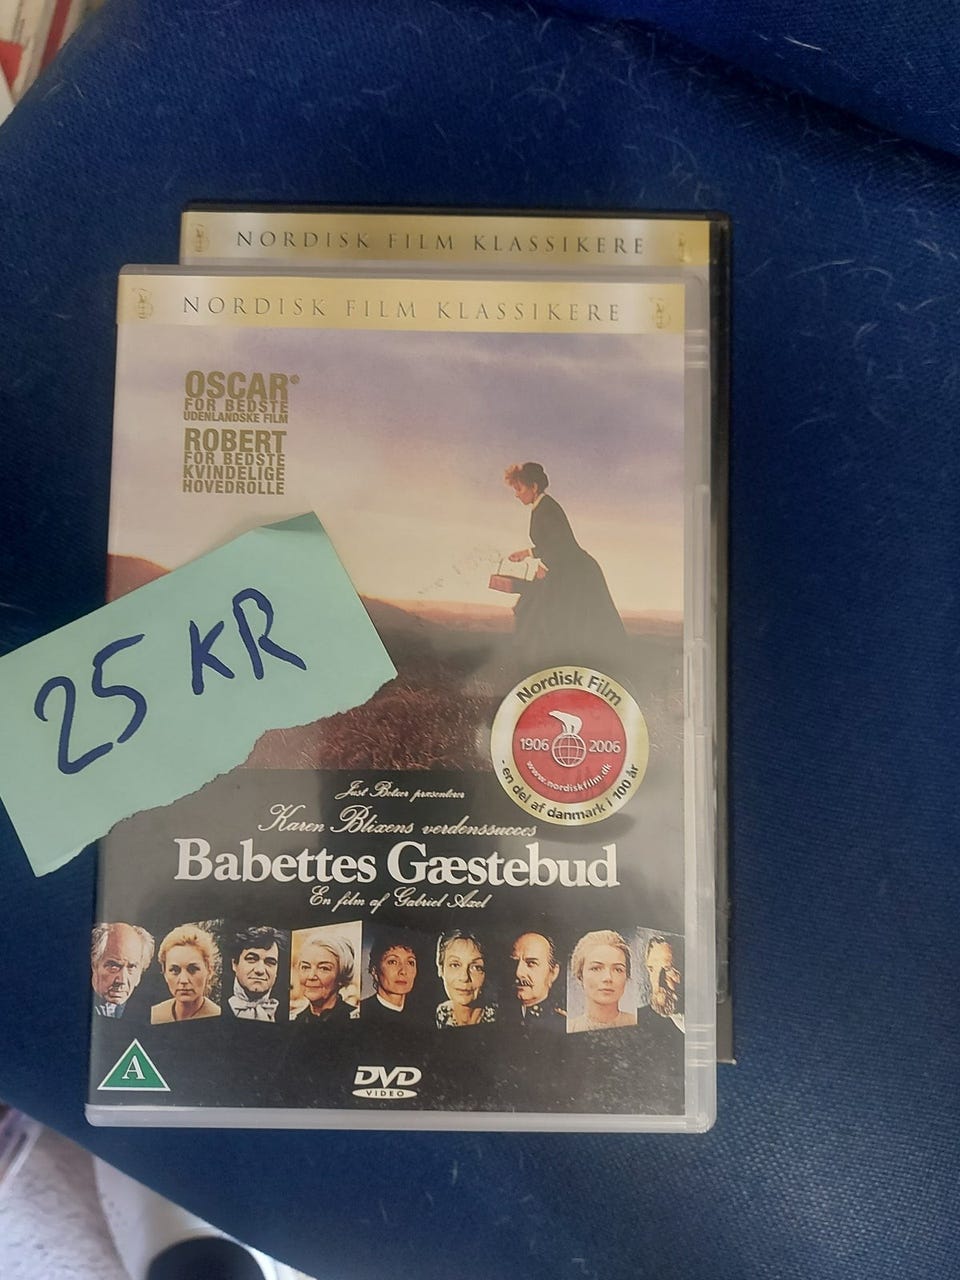 NORDISK FILM KLASSIKERE
NORDISK FILM KLASSIKERE
OSCAR®
FOR BEDSTE
UDENLANDSKE FILM
ROBERT
FOR BEDSTE
KVINDELIGE
HOVEDROLLE
25 KR
Nordisk Film
1906 2006
www.nordiskfilm.dk
- en del af danmark i 100 år
Just Betzer præsenterer
Karen Blixens verdenssucces
Babettes Gæstebud
En film af Gabriel Axel
A
DVD
VIDEO